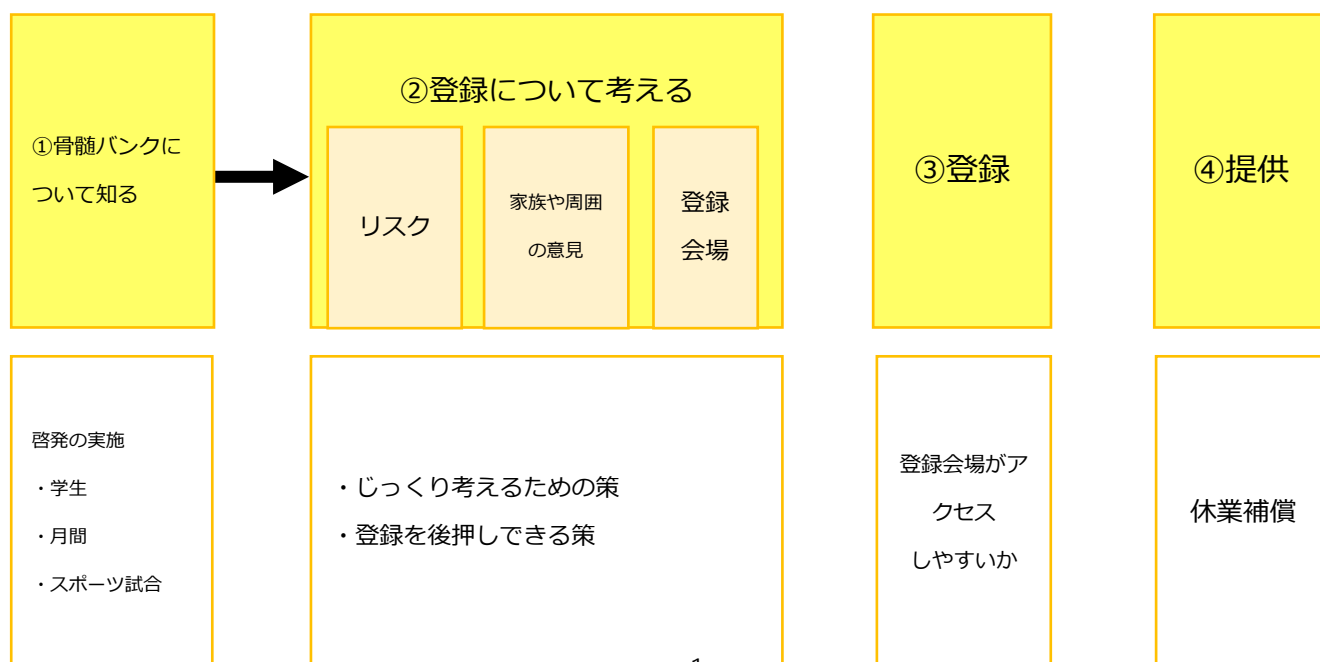 ①骨髄バンクに
ついて知る
②登録について考える
リスク
家族や周囲
の意見
登録
会場
③登録
④提供
啓発の実施
・学生
・月間
・スポーツ試合
・じっくり考えるための策
・登録を後押しできる策
登録会場がア
クセス
しやすいか
休業補償